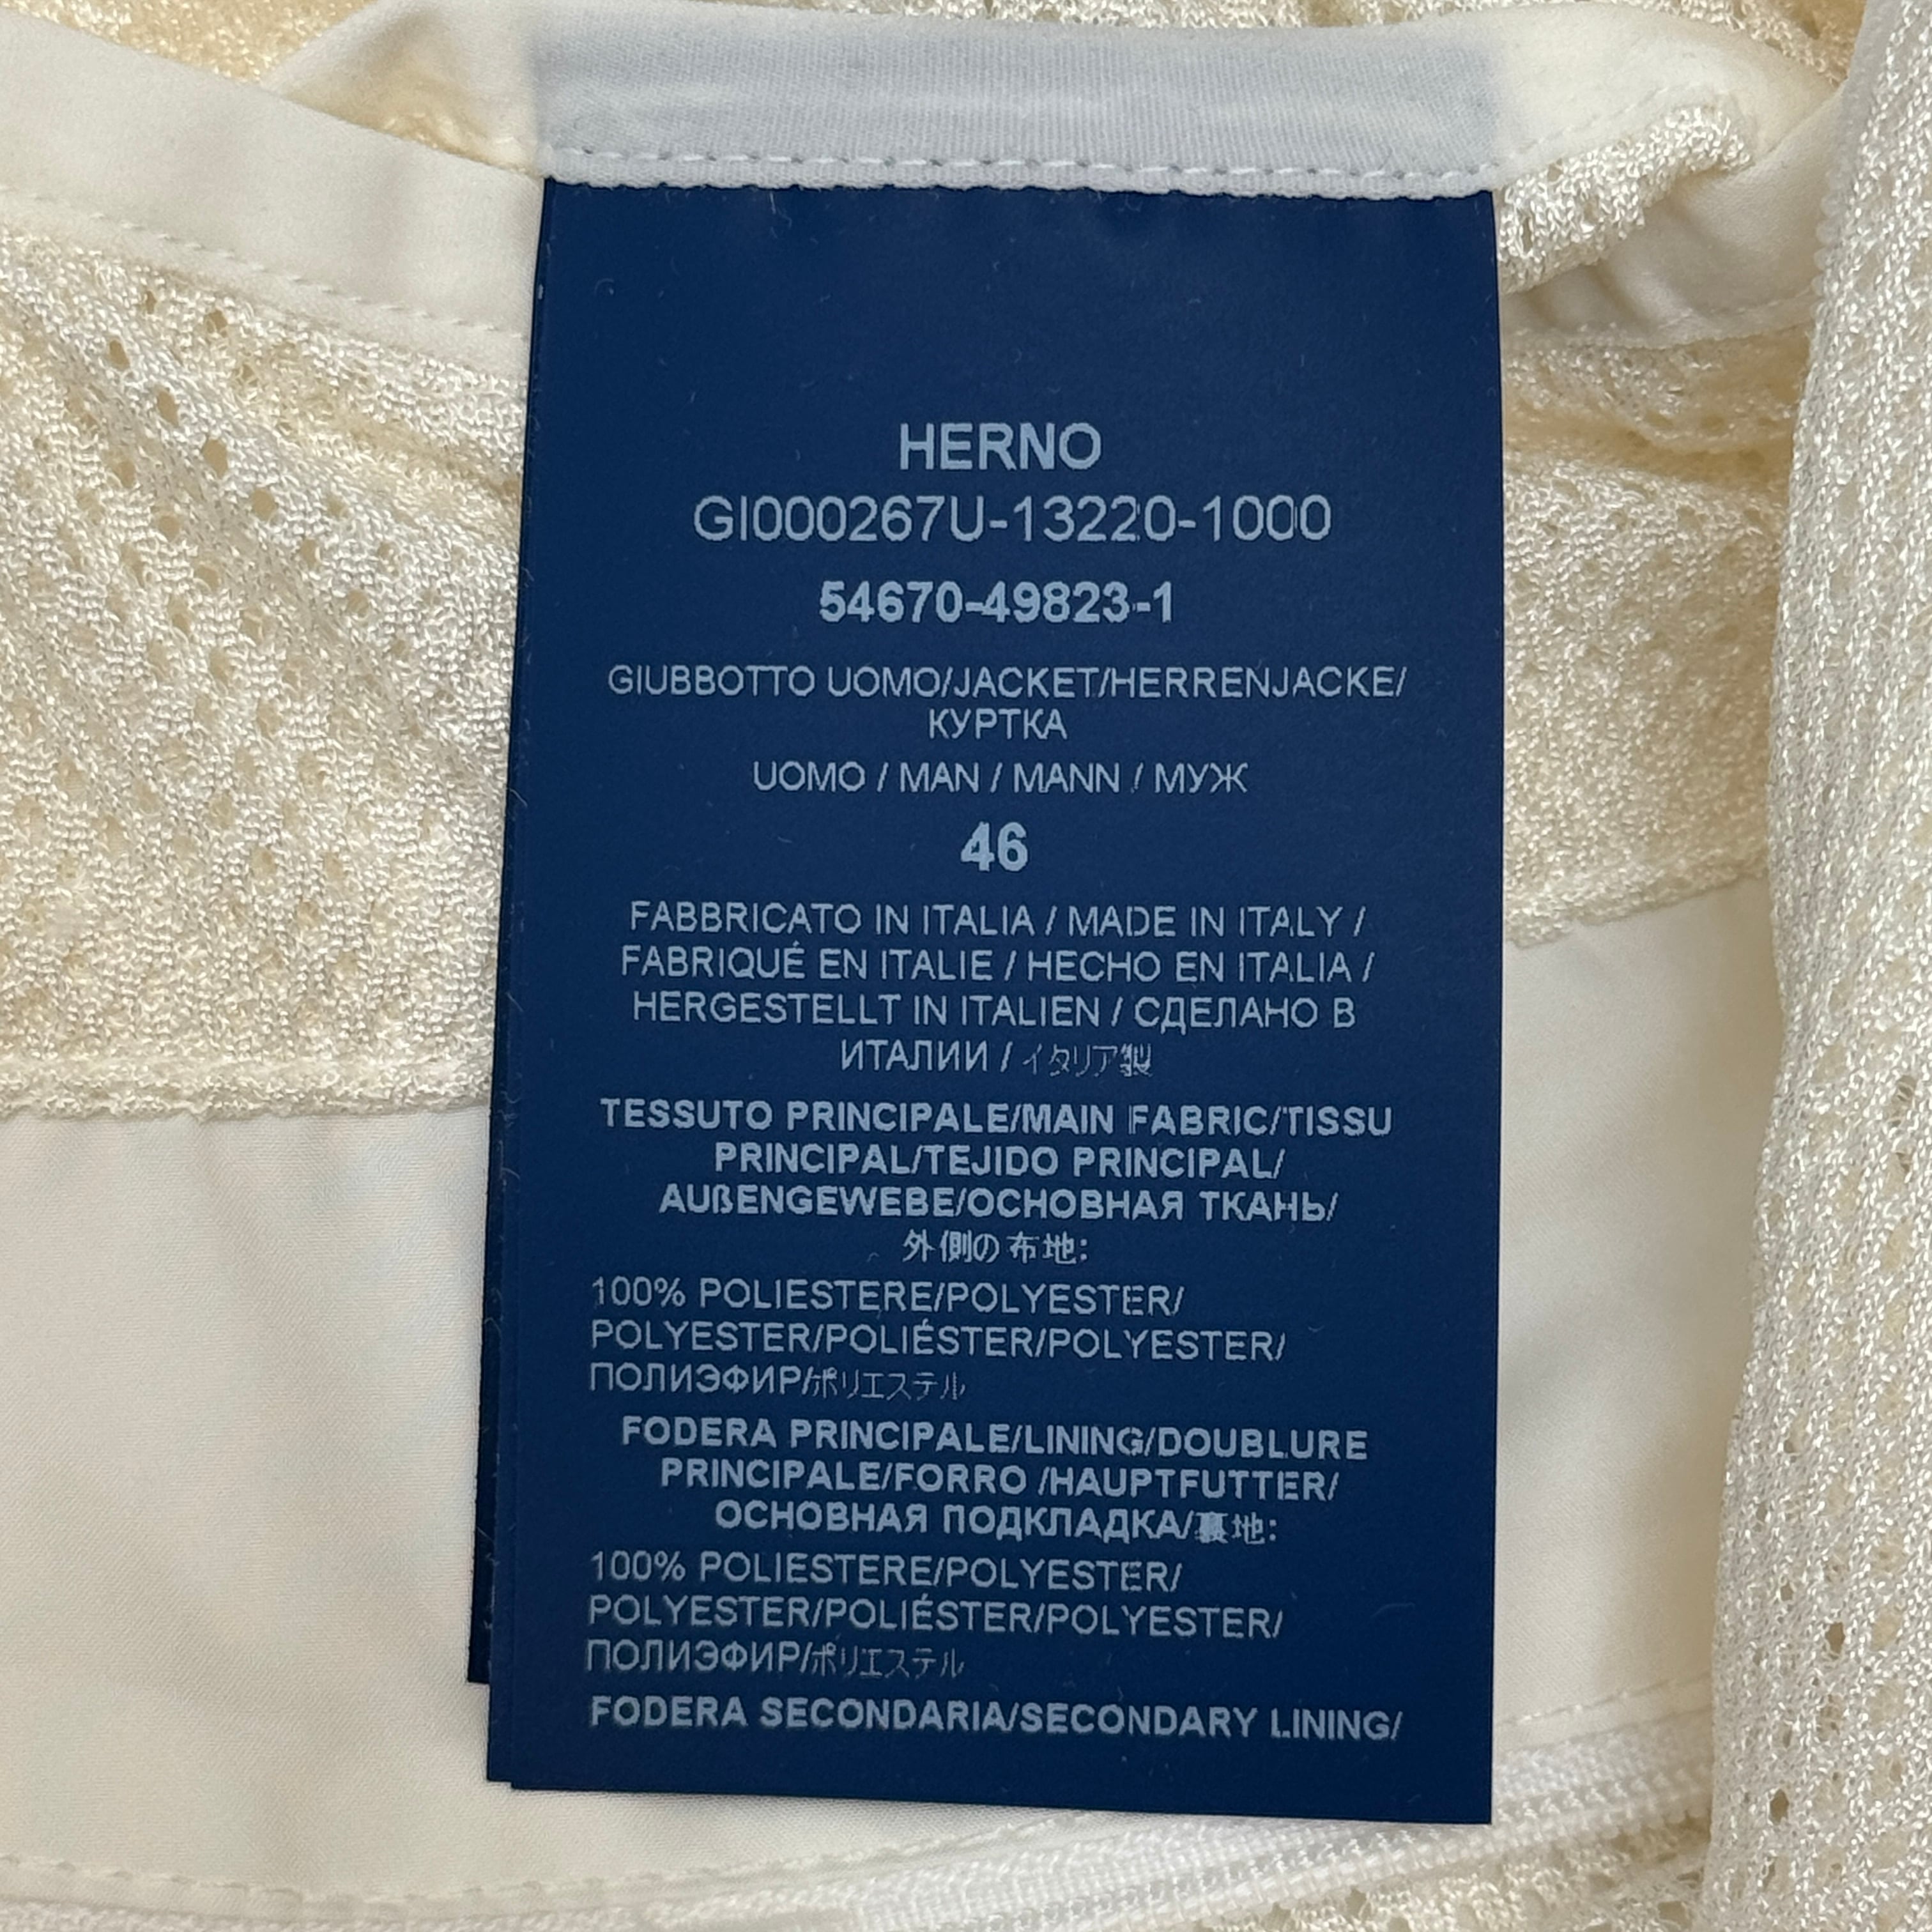 HERNO
GI000267U-13220-1000
54670-49823-1
GIUBBOTTO UOMO/JACKET/HERRENJACKE/
КУРТКА
UOMO / MAN / MANN / МУЖ
46
FABBRICATO IN ITALIA / MADE IN ITALY /
FABRIQUÉ EN ITALIE / HECHO EN ITALIA /
HERGESTELLT IN ITALIEN / СДЕЛАНО В
ИТАЛИИ / イタリア製
TESSUTO PRINCIPALE/MAIN FABRIC/TISSU
PRINCIPAL/TEJIDO PRINCIPAL/
AUßENGEWEBE/ОСНОВНАЯ ТКАНЬ/
外側の布地:
100% POLIESTERE/POLYESTER/
POLYESTER/POLIÉSTER/POLYESTER/
ПОЛИЭФИР/ポリエステル
FODERA PRINCIPALE/LINING/DOUBLURE
PRINCIPALE/FORRO /HAUPTFUTTER/
ОСНОВНАЯ ПОДКЛАДКА/裏地:
100% POLIESTERE/POLYESTER/
POLYESTER/POLIÉSTER/POLYESTER/
ПОЛИЭФИР/ポリエステル
FODERA SECONDARIA/SECONDARY LINING/